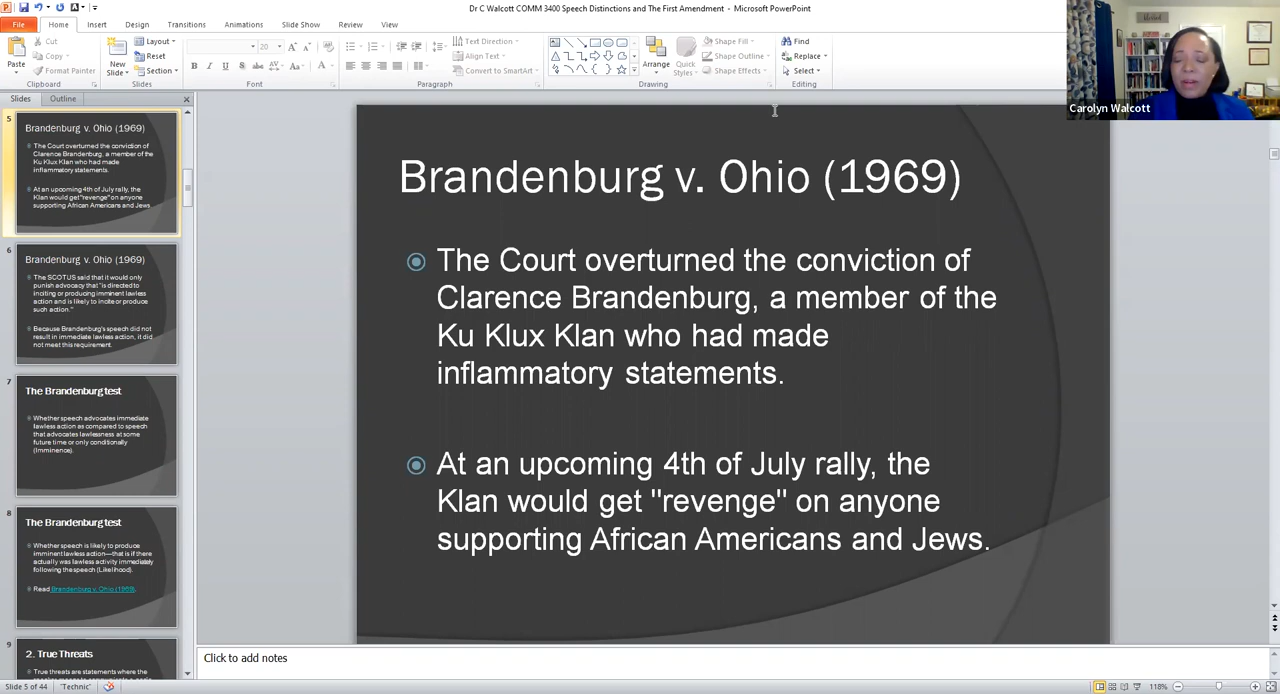 Dr C Walcott COMM 3400 Speech Distinctions and The First Amendment - Microsoft PowerPoint
File Home Insert Design Transitions Animations Slide Show Review View
Paste
Cut
Copy
Format Painter
Clipboard
New
Slide
Layout
Reset
Section
Slides
20
Font
Text Direction
Align Text
Convert to SmartArt
Paragraph
Arrange
Quick
Styles
Shape Fill
Shape Outline
Shape Effects
Drawing
Find
Replace
Select
Editing
Carolyn Walcott
Slides Outline
5
Brandenburg v. Ohio (1969)
The Court overturned the conviction of
Clarence Brandenburg, a member of the
Ku Klux Klan who had made
inflammatory statements.
At an upcoming 4th of July rally, the
Klan would get "revenge" on anyone
supporting African Americans and Jews.
6
Brandenburg v. Ohio (1969)
The SCOTUS said that it would only
punish advocacy that "is directed to
inciting or producing imminent lawless
action and is likely to incite or produce
such action."
Because Brandenburg's speech did not
result in immediate lawless action, it did
not meet this requirement.
7
The Brandenburg test
Whether speech advocates immediate
lawless action as compared to speech
that advocates lawlessness at some
future time or only conditionally
(Imminence).
8
The Brandenburg test
Whether speech is likely to produce
imminent lawless action—that is if there
actually was lawless activity immediately
following the speech (Likelihood).
Read Brandenburg v. Ohio (1969).
9
2. True Threats
True threats are statements where the
Brandenburg v. Ohio (1969)
The Court overturned the conviction of
Clarence Brandenburg, a member of the
Ku Klux Klan who had made
inflammatory statements.
At an upcoming 4th of July rally, the
Klan would get "revenge" on anyone
supporting African Americans and Jews.
Click to add notes
Slide 5 of 44 "Technic" 118%